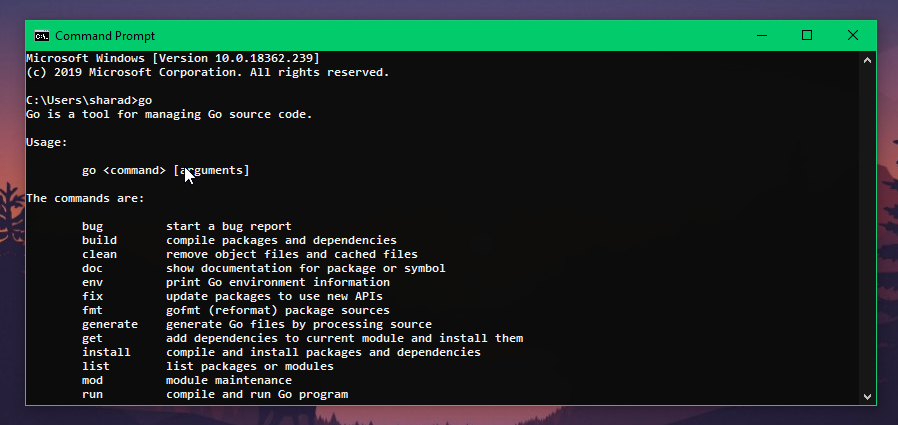 Command Prompt
Microsoft Windows [Version 10.0.18362.239]
(c) 2019 Microsoft Corporation. All rights reserved.
C:\Users\sharad>go
Go is a tool for managing Go source code.
Usage:
go <command> [arguments]
The commands are:
bug start a bug report
build compile packages and dependencies
clean remove object files and cached files
doc show documentation for package or symbol
env print Go environment information
fix update packages to use new APIs
fmt gofmt (reformat) package sources
generate generate Go files by processing source
get add dependencies to current module and install them
install compile and install packages and dependencies
list list packages or modules
mod module maintenance
run compile and run Go program